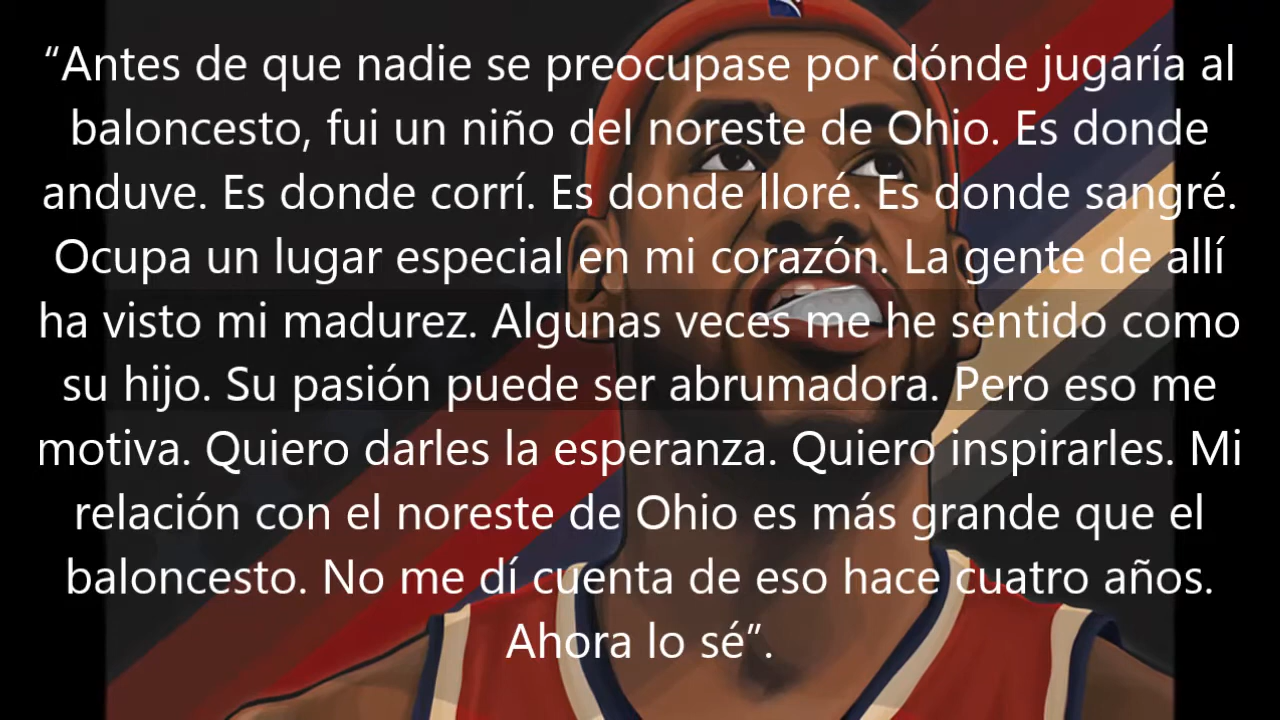 “Antes de que nadie se preocupase por dónde jugaría al
baloncesto, fui un niño del noreste de Ohio. Es donde
anduve. Es donde corrí. Es donde lloré. Es donde sangré.
Ocupa un lugar especial en mi corazón. La gente de allí
ha visto mi madurez. Algunas veces me he sentido como
su hijo. Su pasión puede ser abrumadora. Pero eso me
motiva. Quiero darles la esperanza. Quiero inspirarles. Mi
relación con el noreste de Ohio es más grande que el
baloncesto. No me dí cuenta de eso hace cuatro años.
Ahora lo sé”.